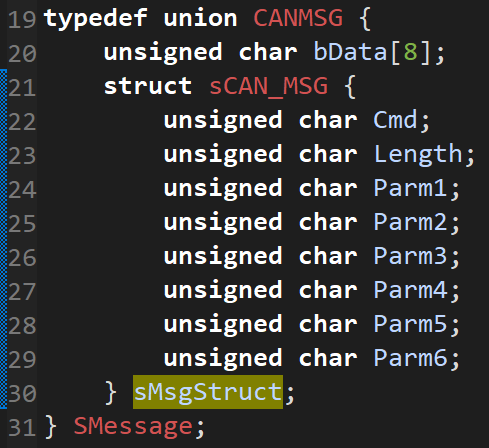 19 typedef union CANMSG {
20     unsigned char bData[8];
21     struct sCAN_MSG {
22         unsigned char Cmd;
23         unsigned char Length;
24         unsigned char Parm1;
25         unsigned char Parm2;
26         unsigned char Parm3;
27         unsigned char Parm4;
28         unsigned char Parm5;
29         unsigned char Parm6;
30     } sMsgStruct;
31 } SMessage;